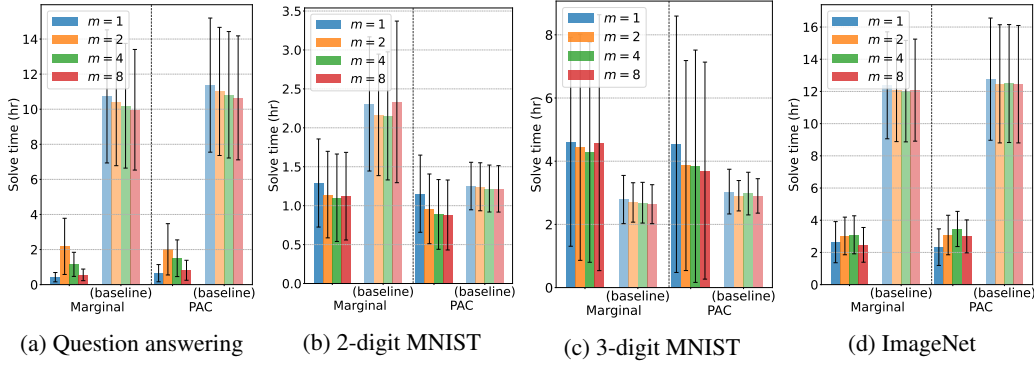 Solve time (hr)
14
12
10
8
6
4
2
0
m = 1
m = 2
m = 4
m = 8
(baseline)
(baseline)
Marginal
PAC
(a) Question answering
Solve time (hr)
3.5
3.0
2.5
2.0
1.5
1.0
0.5
0.0
m = 1
m = 2
m = 4
m = 8
(baseline)
(baseline)
Marginal
PAC
(b) 2-digit MNIST
Solve time (hr)
8
6
4
2
0
m = 1
m = 2
m = 4
m = 8
(baseline)
(baseline)
Marginal
PAC
(c) 3-digit MNIST
Solve time (hr)
16
14
12
10
8
6
4
2
0
m = 1
m = 2
m = 4
m = 8
(baseline)
(baseline)
Marginal
PAC
(d) ImageNet